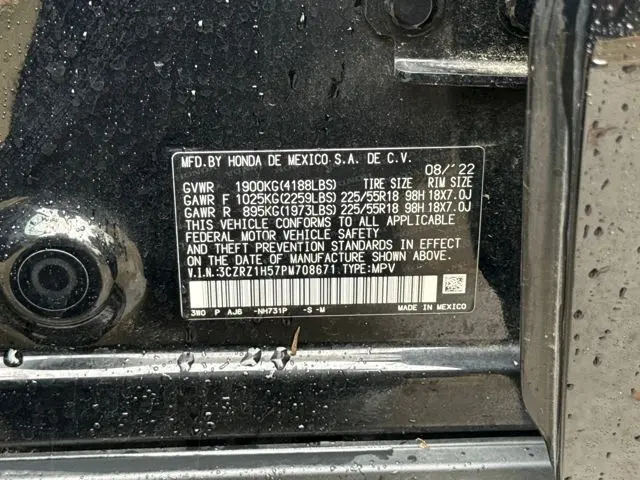 MFD.BY HONDA DE MEXICO S.A. DE C.V.
08/'22
GVWR 1900KG(4188LBS) TIRE SIZE RIM SIZE
GAWR F 1025KG(2259LBS) 225/55R18 98H 18X7.0J
GAWR R 895KG(1973LBS) 225/55R18 98H 18X7.0J
THIS VEHICLE CONFORMS TO ALL APPLICABLE
FEDERAL MOTOR VEHICLE SAFETY
AND THEFT PREVENTION STANDARDS IN EFFECT
ON THE DATE OF MANUFACTURE SHOWN ABOVE.
V.I.N.:3CZRZ1H57PM708671 TYPE:MPV
3W0 P AJ6 -NH731P -S -M MADE IN MEXICO